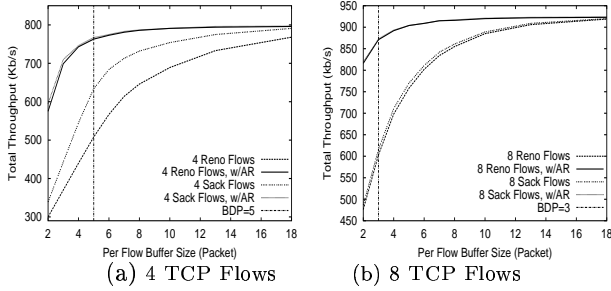 800
700
600
500
400
300
Total Throughput (Kb/s)
4 Reno Flows
4 Reno Flows, w/AR
4 Sack Flows
4 Sack Flows, w/AR
BDP=5
2 4 6 8 10 12 14 16 18
Per Flow Buffer Size (Packet)
(a) 4 TCP Flows
950
900
850
800
750
700
650
600
550
500
450
Total Throughput (Kb/s)
8 Reno Flows
8 Reno Flows, w/AR
8 Sack Flows
8 Sack Flows, w/AR
BDP=3
2 4 6 8 10 12 14 16 18
Per Flow Buffer Size (Packet)
(b) 8 TCP Flows